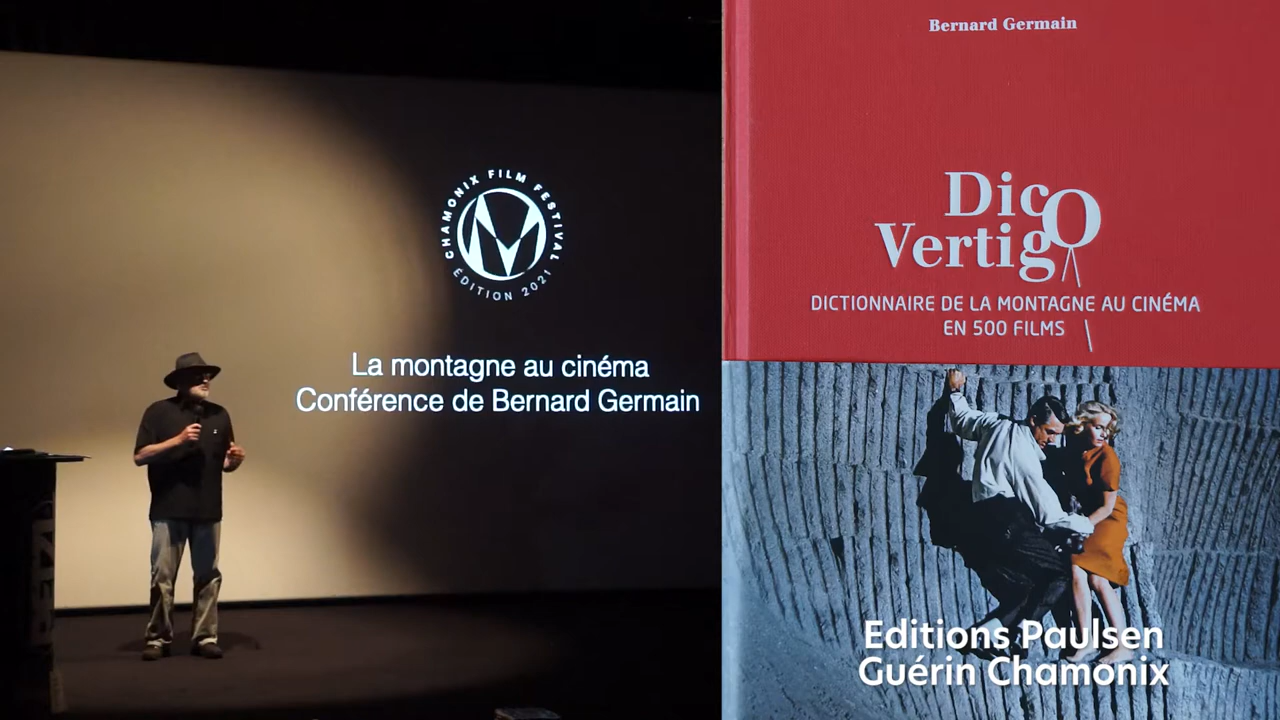 CHAMONIX FILM FESTIVAL
ÉDITION 2021
La montagne au cinéma
Conférence de Bernard Germain
Bernard Germain
Dico
Vertigo
DICTIONNAIRE DE LA MONTAGNE AU CINÉMA
EN 500 FILMS
Editions Paulsen
Guérin Chamonix